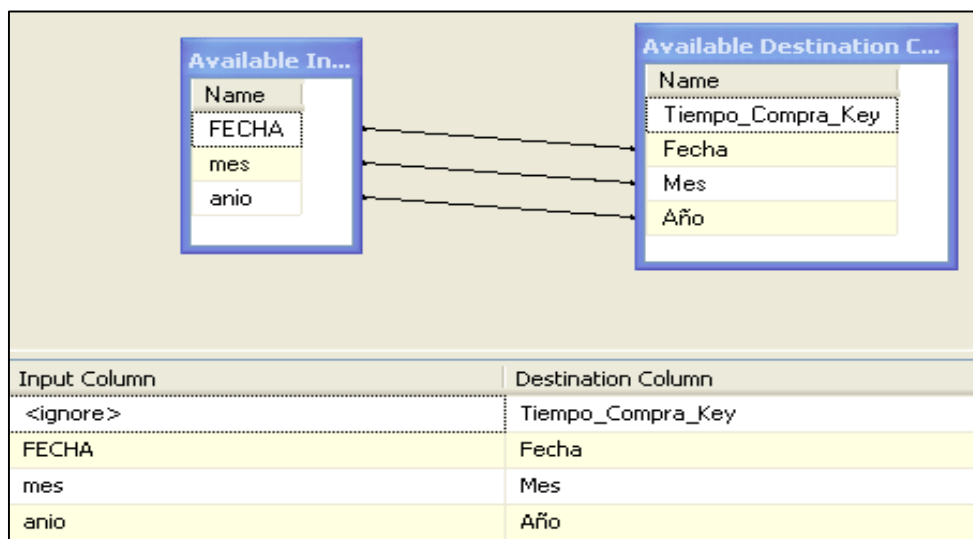 Available In...
Name
FECHA
mes
anio
Available Destination C...
Name
Tiempo_Compra_Key
Fecha
Mes
Año
Input Column Destination Column
<ignore> Tiempo_Compra_Key
FECHA Fecha
mes Mes
anio Año